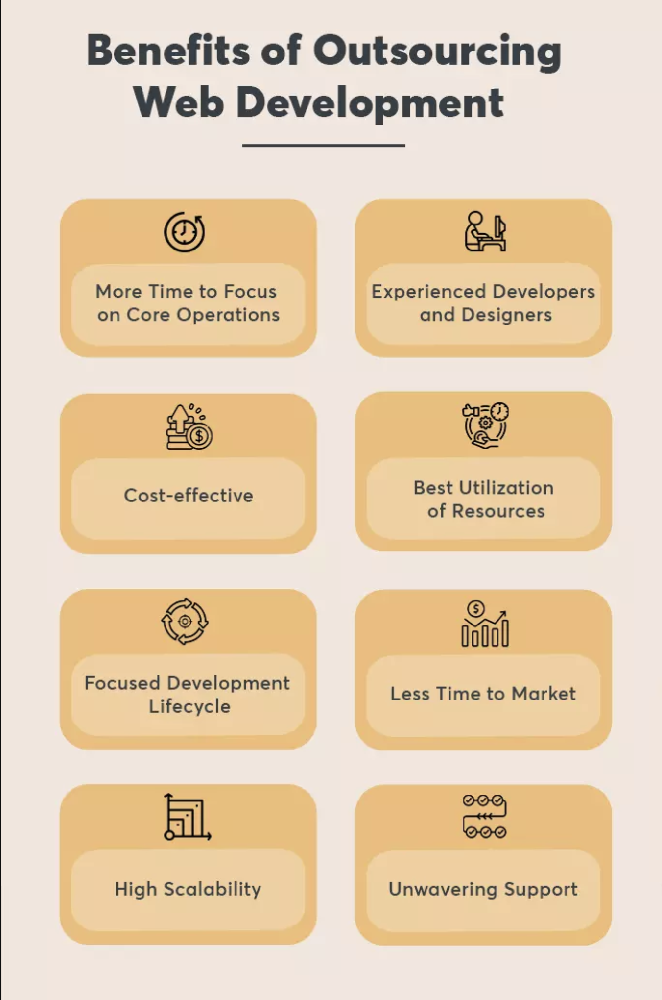 Benefits of Outsourcing
Web Development
More Time to Focus
on Core Operations
Experienced Developers
and Designers
Cost-effective
Best Utilization
of Resources
Focused Development
Lifecycle
Less Time to Market
High Scalability
Unwavering Support